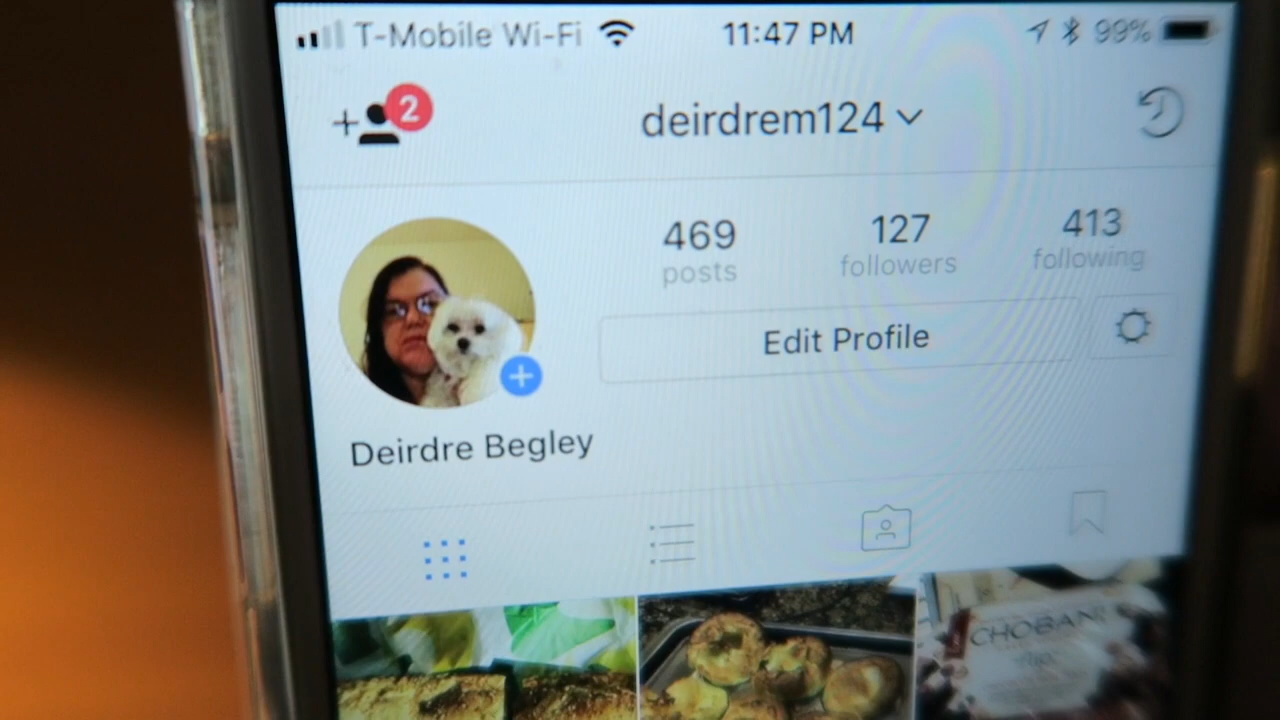 T-Mobile Wi-Fi 11:47 PM 99%
2 deirdrem124
469 127 413
posts followers following
Edit Profile
Deirdre Begley
CHOBANI